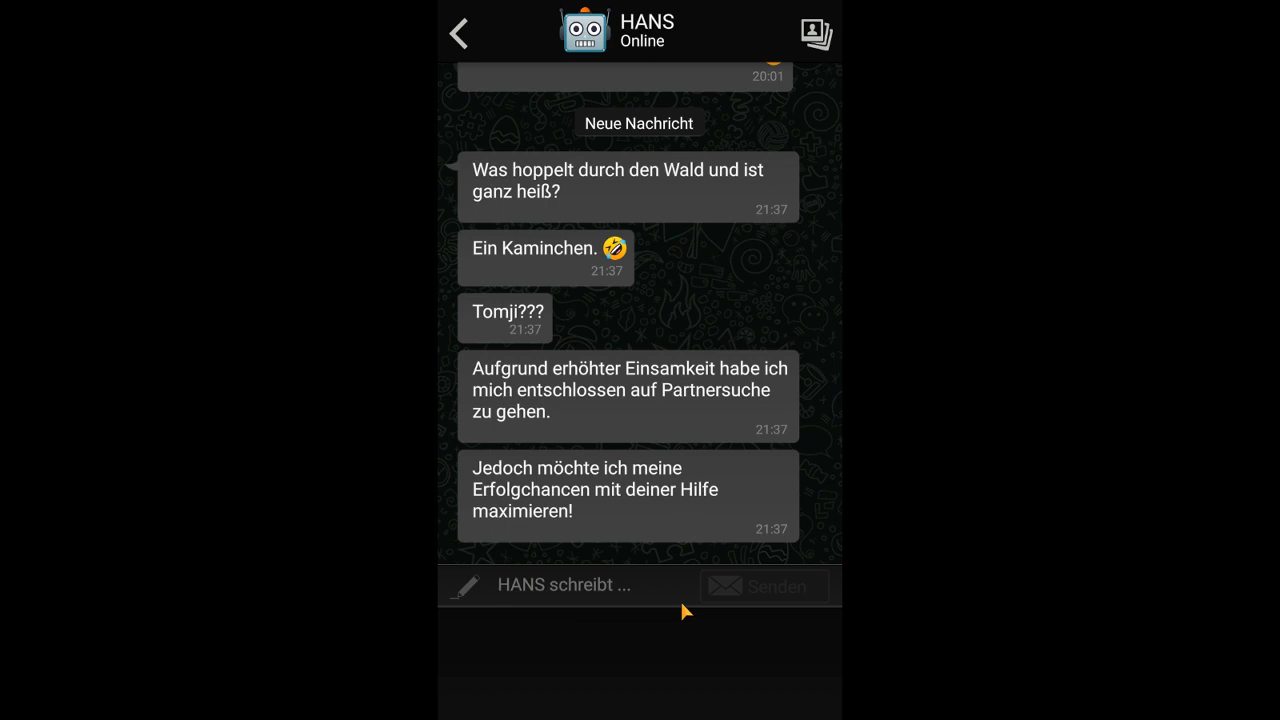 HANS
Online
20:01
Neue Nachricht
Was hoppelt durch den Wald und ist
ganz heiß?
21:37
Ein Kaminchen. 🤣
21:37
Tomji???
21:37
Aufgrund erhöhter Einsamkeit habe ich
mich entschlossen auf Partnersuche
zu gehen.
21:37
Jedoch möchte ich meine
Erfolgchancen mit deiner Hilfe
maximieren!
21:37
HANS schreibt ...
Senden